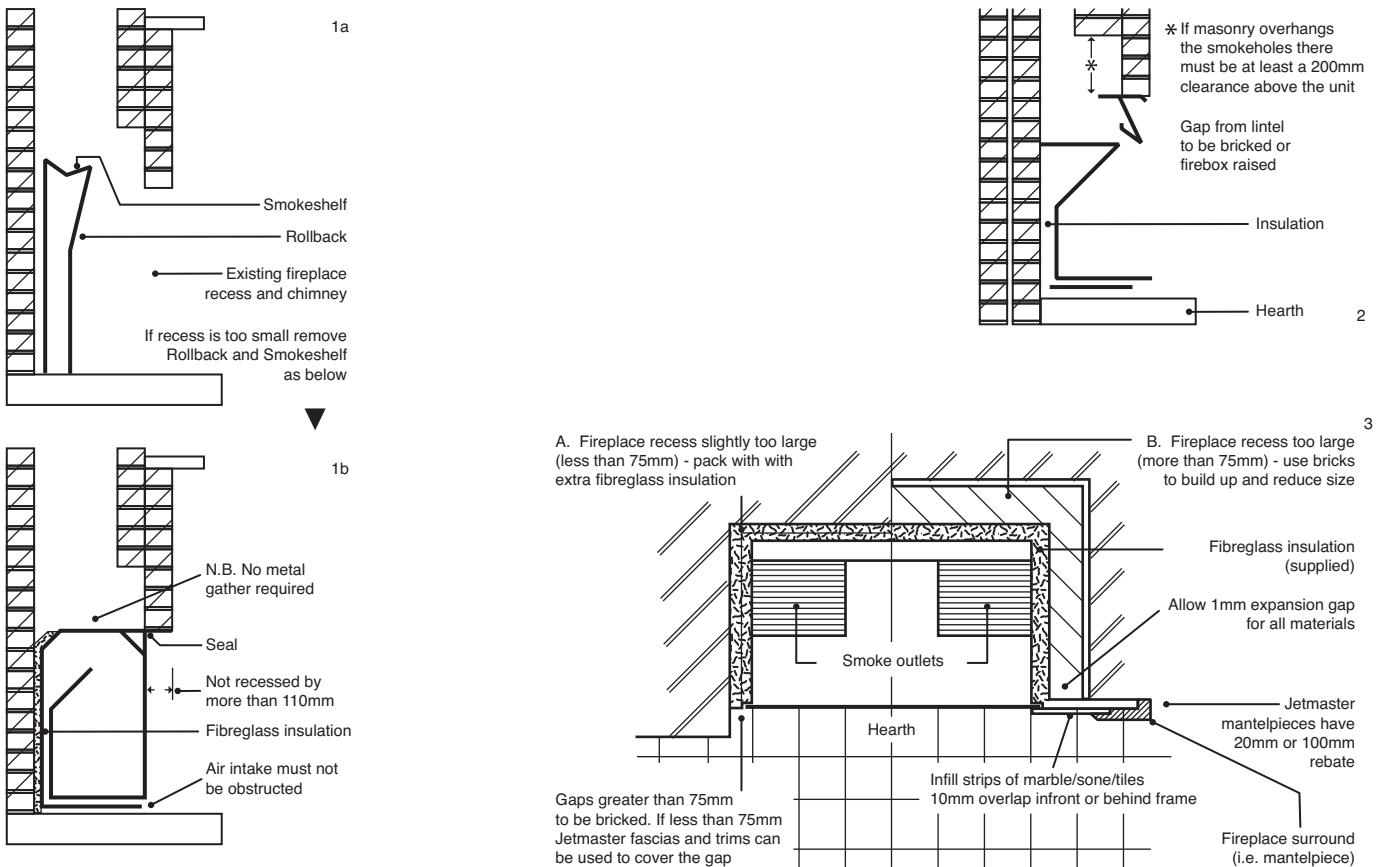 1a
Smokeshelf
Rollback
Existing fireplace
recess and chimney
If recess is too small remove
Rollback and Smokeshelf
as below
1b
N.B. No metal
gather required
Seal
Not recessed by
more than 110mm
Fibreglass insulation
Air intake must not
be obstructed
* If masonry overhangs
the smokeholes there
must be at least a 200mm
clearance above the unit
*
Gap from lintel
to be bricked or
firebox raised
Insulation
Hearth
2
3
A. Fireplace recess slightly too large
(less than 75mm) - pack with with
extra fibreglass insulation
B. Fireplace recess too large
(more than 75mm) - use bricks
to build up and reduce size
Fibreglass insulation
(supplied)
Allow 1mm expansion gap
for all materials
Smoke outlets
Jetmaster
mantelpieces have
20mm or 100mm
rebate
Hearth
Infill strips of marble/sone/tiles
10mm overlap infront or behind frame
Gaps greater than 75mm
to be bricked. If less than 75mm
Jetmaster fascias and trims can
be used to cover the gap
Fireplace surround
(i.e. mantelpiece)